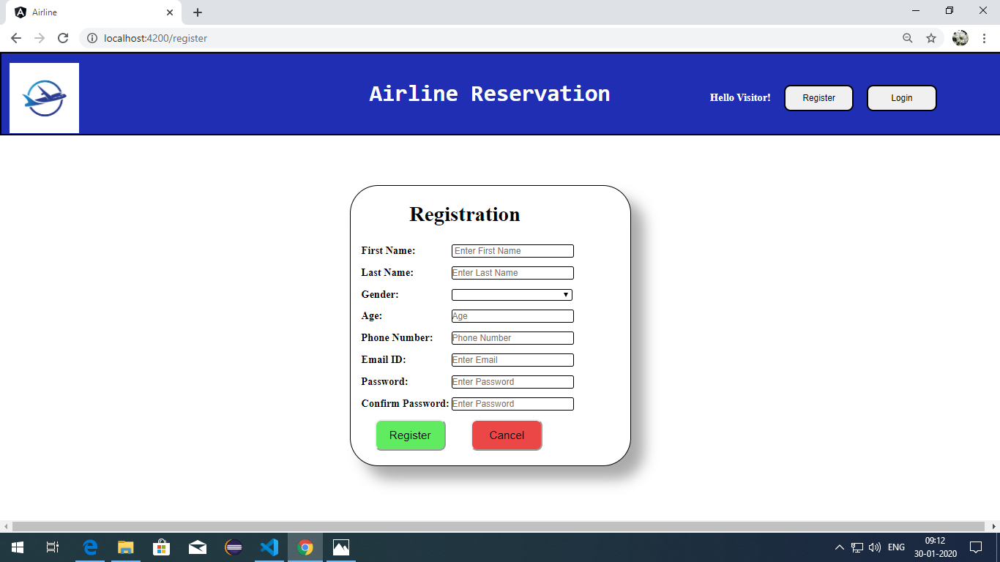 Airline
localhost:4200/register
Airline Reservation
Hello Visitor!
Register
Login
Registration
First Name: Enter First Name
Last Name: Enter Last Name
Gender:
Age: Age
Phone Number: Phone Number
Email ID: Enter Email
Password: Enter Password
Confirm Password: Enter Password
Register
Cancel
ENG
09:12
30-01-2020